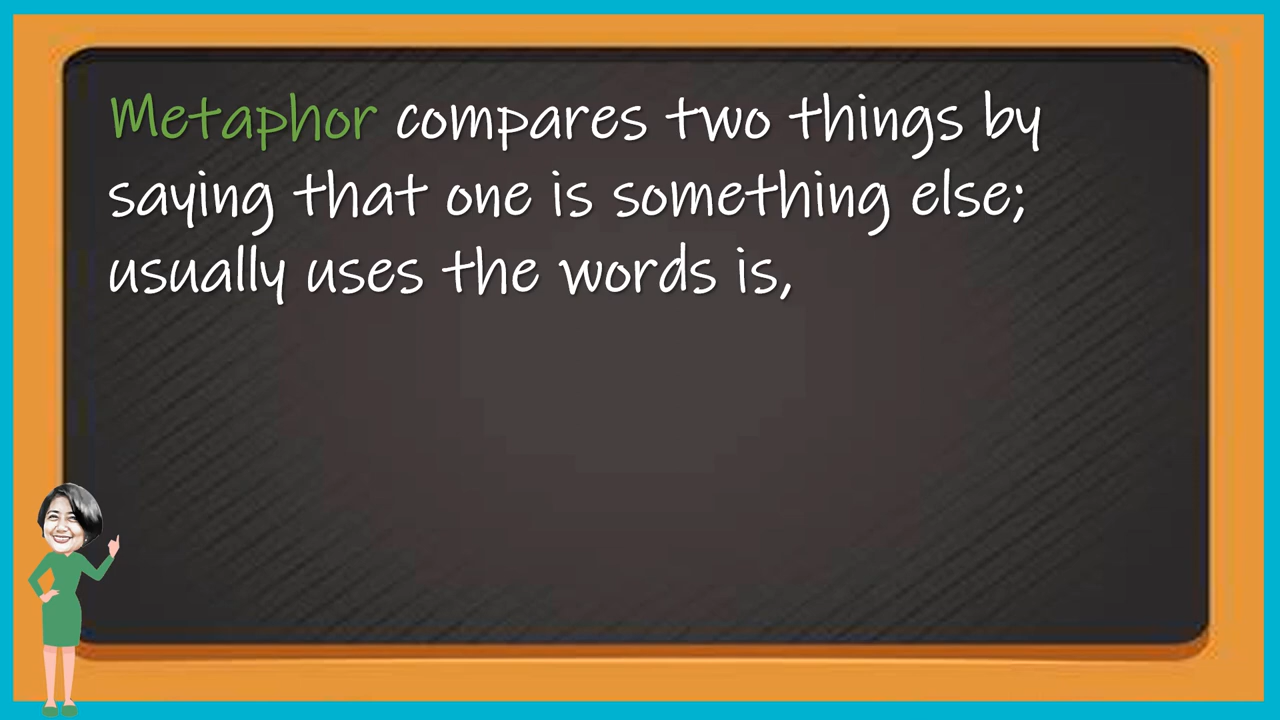 Metaphor compares two things by
saying that one is something else;
usually uses the words is,